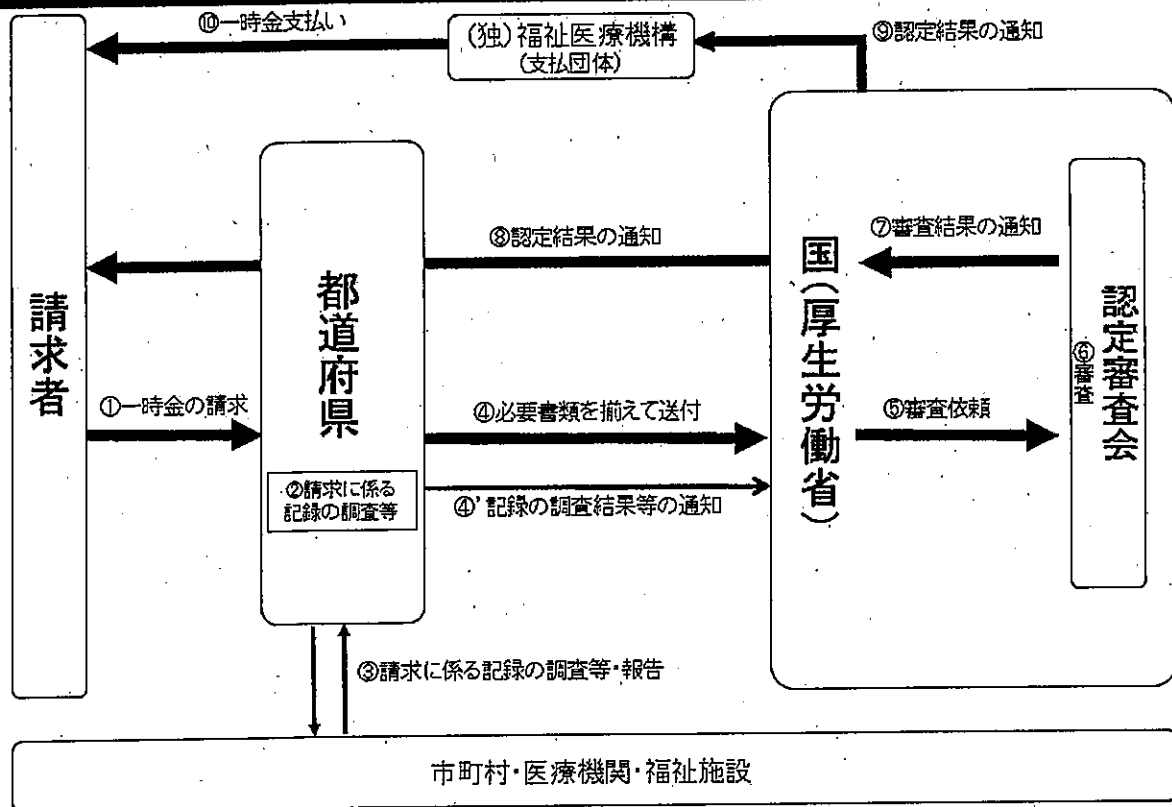 ⑩一時金支払い
(独)福祉医療機構
(支払団体)
⑨認定結果の通知
請求者
都道府県
国(厚生労働省)
認定審査会
⑥審査
⑧認定結果の通知
⑦審査結果の通知
①一時金の請求
④必要書類を揃えて送付
⑤審査依頼
②請求に係る
記録の調査等
④’記録の調査結果等の通知
③請求に係る記録の調査等・報告
市町村・医療機関・福祉施設